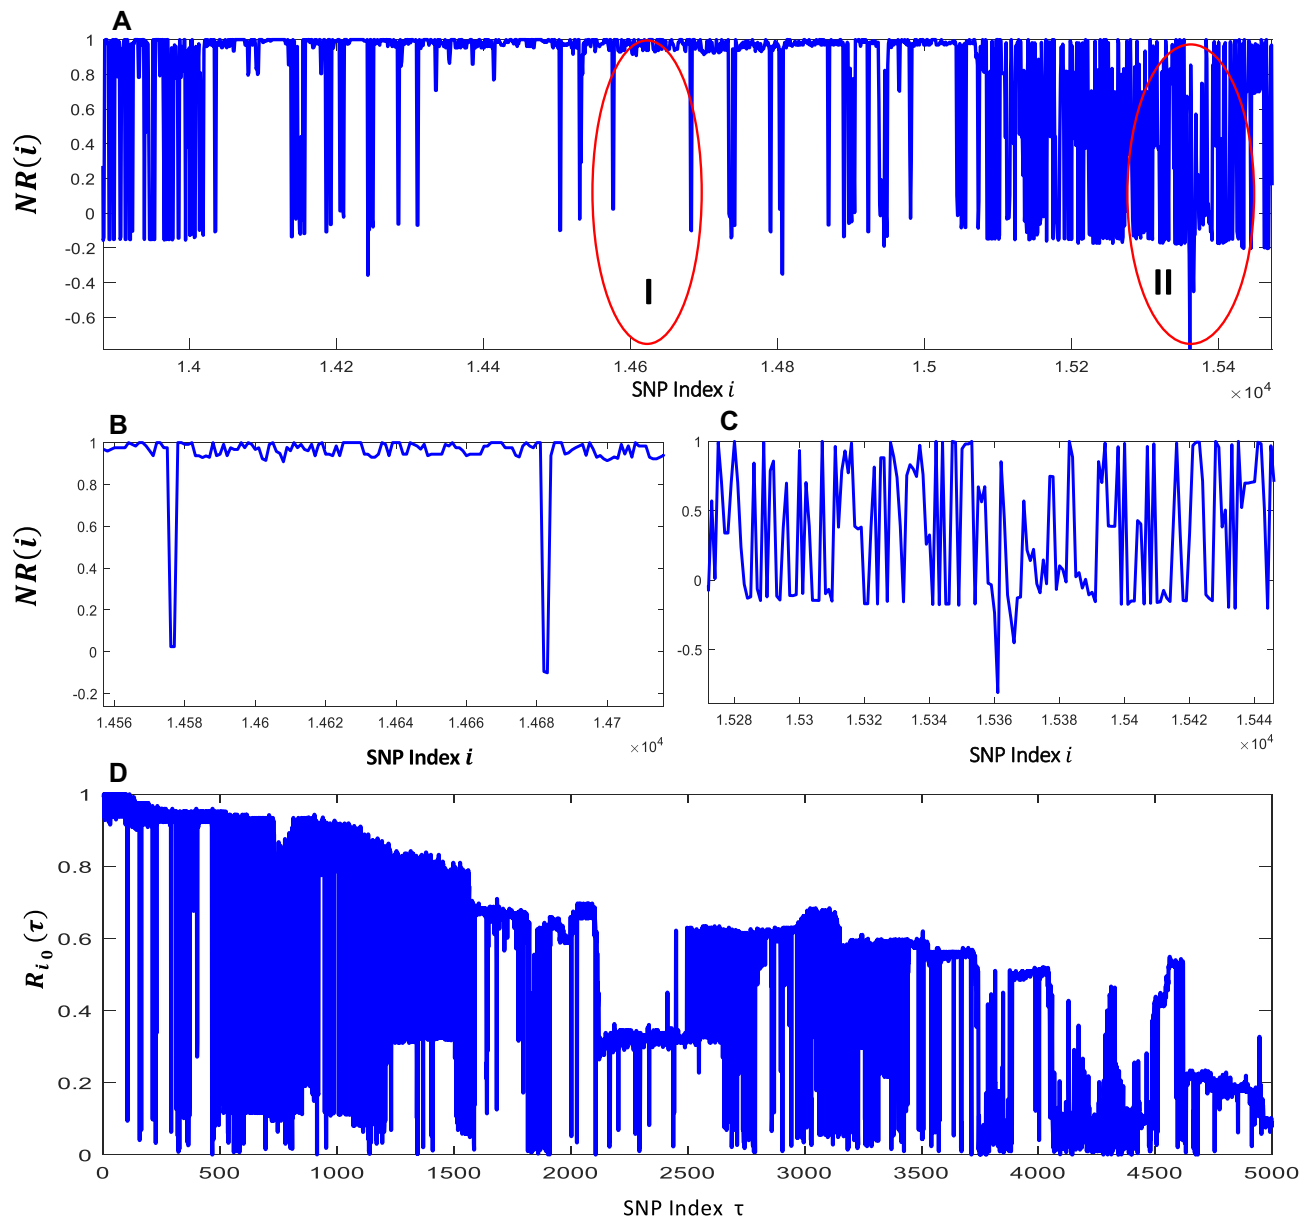 A
NR(i)
1
0.8
0.6
0.4
0.2
0
-0.2
-0.4
-0.6
I
II
1.4 1.42 1.44 1.46 1.48 1.5 1.52 1.54
SNP Index i
×10⁴
B
NR(i)
1
0.8
0.6
0.4
0.2
0
-0.2
1.456 1.458 1.46 1.462 1.464 1.466 1.468 1.47
×10⁴
SNP Index i
C
1
0.5
0
-0.5
1.528 1.53 1.532 1.534 1.536 1.538 1.54 1.542 1.544
×10⁴
SNP Index i
D
R_{i_0}(τ)
1
0.8
0.6
0.4
0.2
0
0 500 1000 1500 2000 2500 3000 3500 4000 4500 5000
SNP Index τ